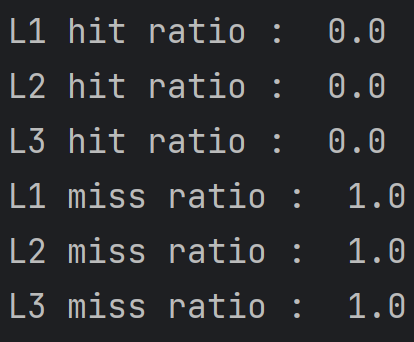 L1 hit ratio :  0.0
L2 hit ratio :  0.0
L3 hit ratio :  0.0
L1 miss ratio :  1.0
L2 miss ratio :  1.0
L3 miss ratio :  1.0